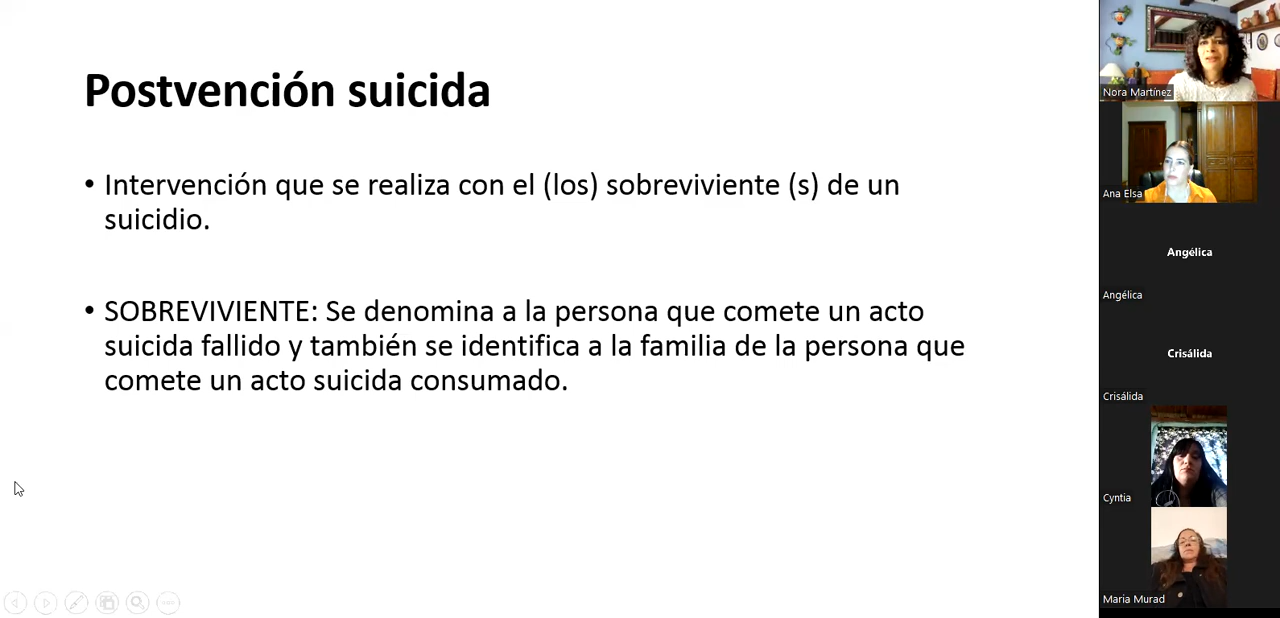 Postvención suicida
• Intervención que se realiza con el (los) sobreviviente (s) de un
suicidio.
• SOBREVIVIENTE: Se denomina a la persona que comete un acto
suicida fallido y también se identifica a la familia de la persona que
comete un acto suicida consumado.
Nora Martínez
Ana Elsa
Angélica
Angélica
Crisálida
Crisálida
Cyntia
Maria Murad